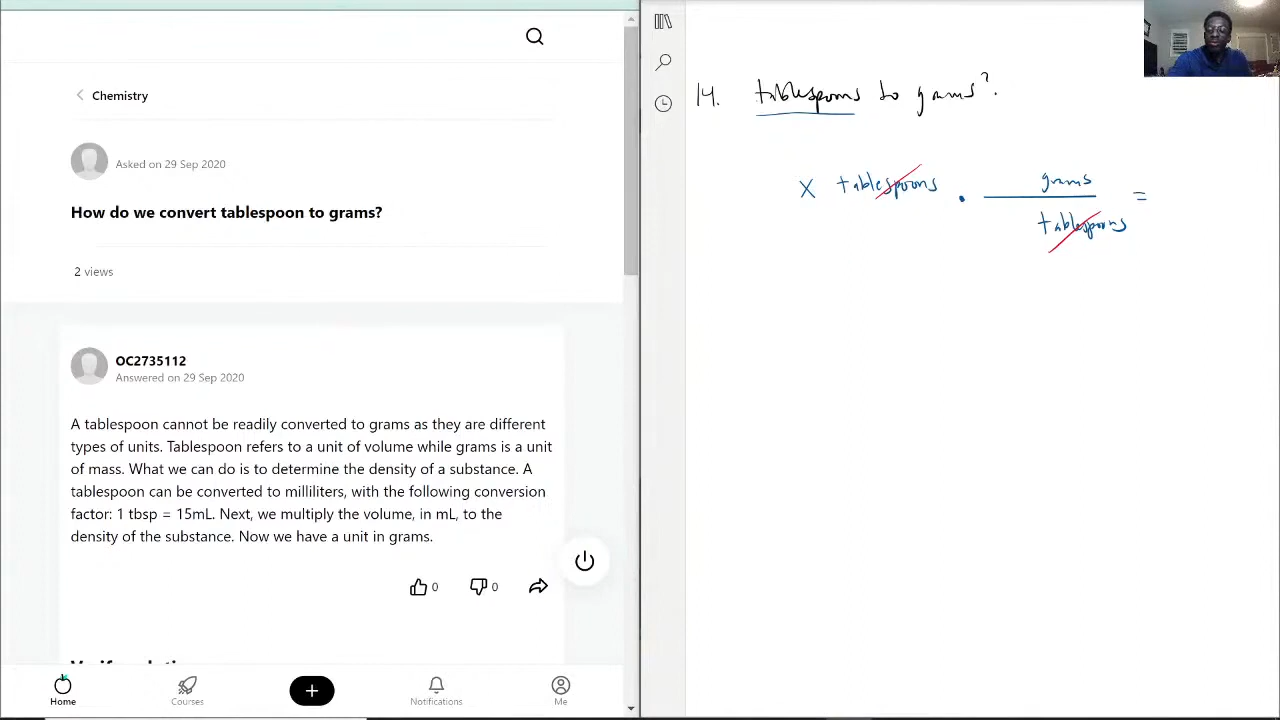 Chemistry
Asked on 29 Sep 2020
How do we convert tablespoon to grams?
2 views
OC2735112
Answered on 29 Sep 2020
A tablespoon cannot be readily converted to grams as they are different
types of units. Tablespoon refers to a unit of volume while grams is a unit
of mass. What we can do is to determine the density of a substance. A
tablespoon can be converted to milliliters, with the following conversion
factor: 1 tbsp = 15mL. Next, we multiply the volume, in mL, to the
density of the substance. Now we have a unit in grams.
0 0
Home Courses Notifications Me
14. tablespoons to grams?
x tablespoons • grams =
tablespoons